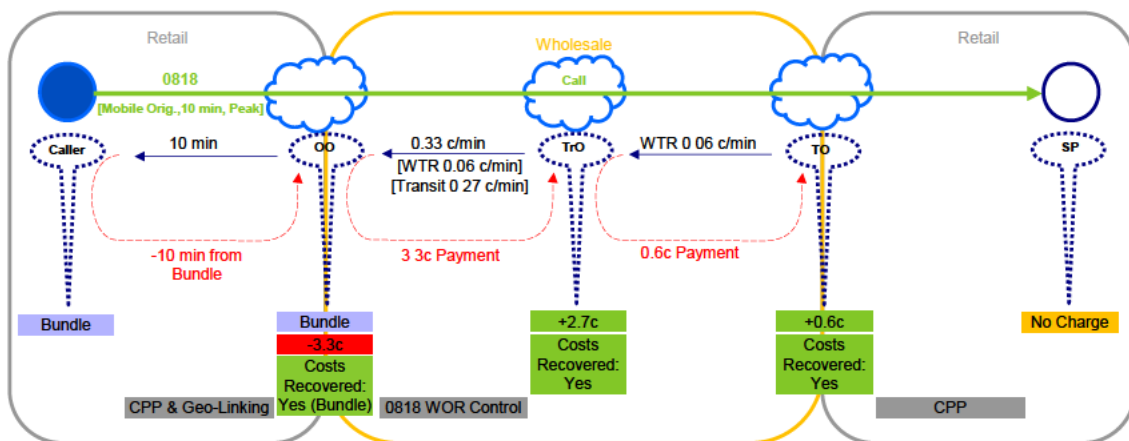 Retail
Wholesale
Retail
0818
Call
[Mobile Orig.,10 min, Peak]
Caller
10 min
OO
0.33 c/min
[WTR 0.06 c/min]
[Transit 0 27 c/min]
TrO
WTR 0 06 c/min
TO
SP
-10 min from
Bundle
3 3c Payment
0.6c Payment
Bundle
Bundle
-3.3c
Costs
Recovered:
Yes (Bundle)
+2.7c
Costs
Recovered:
Yes
+0.6c
Costs
Recovered:
Yes
No Charge
CPP & Geo-Linking
0818 WOR Control
CPP